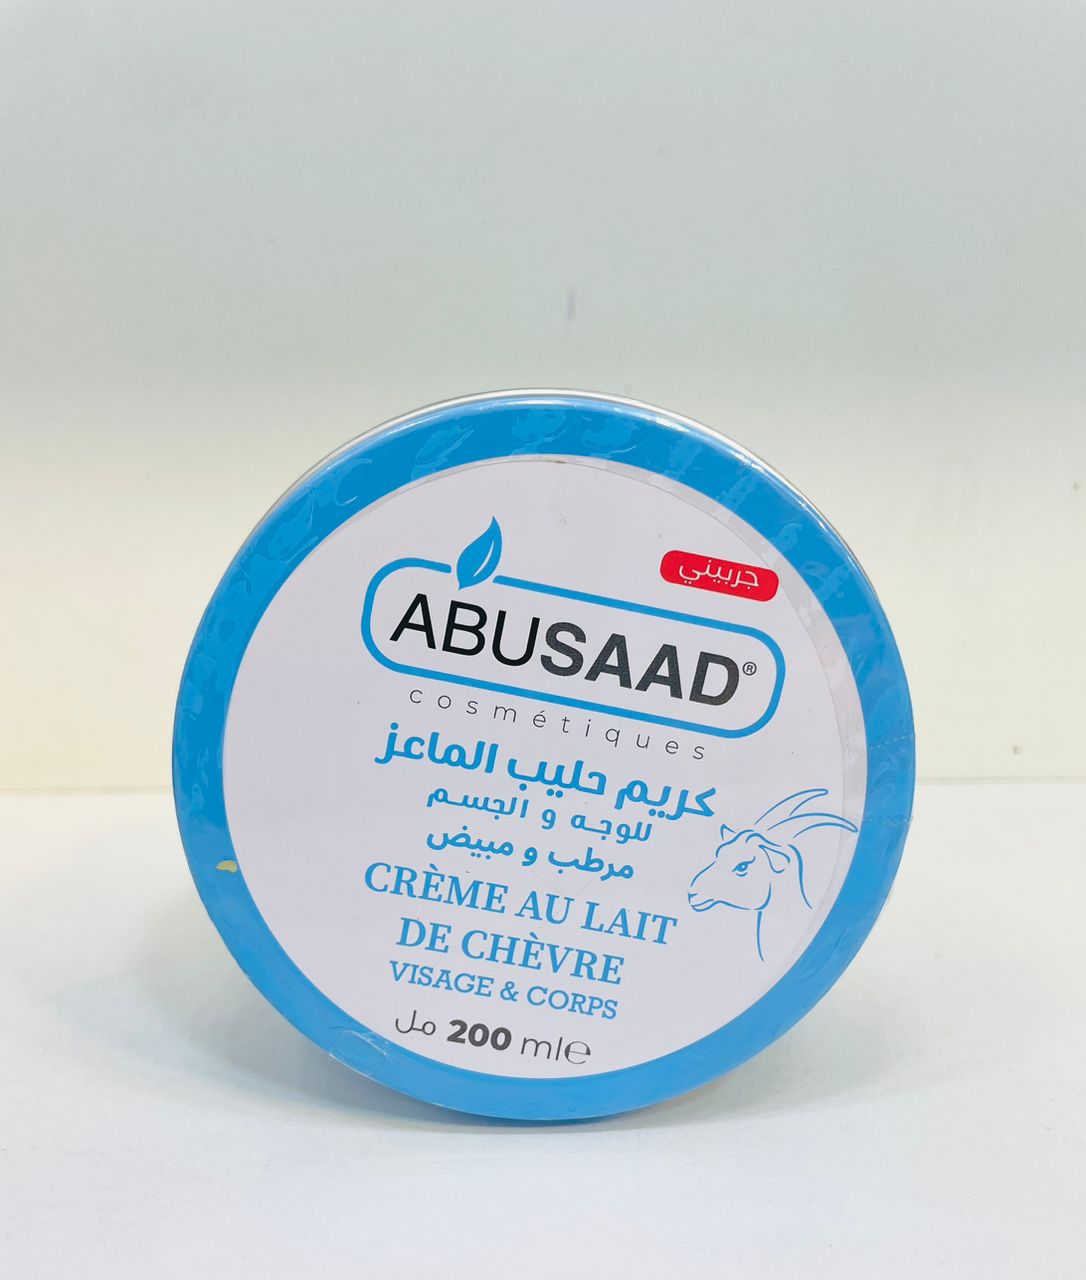 جربيني
ABUSAAD®
cosmétiques
كريم حليب الماعز
للوجه و الجسم
مرطب و مبيض
CRÈME AU LAIT
DE CHÈVRE
VISAGE & CORPS
مل 200 ml℮